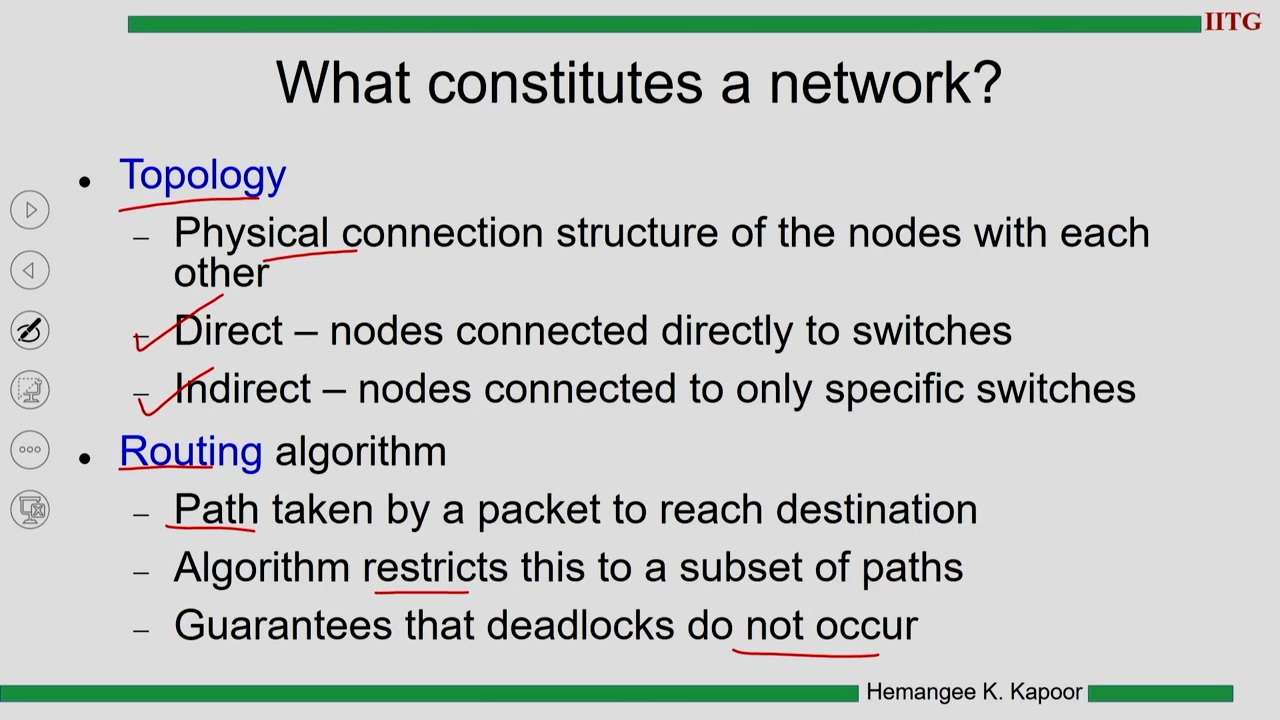 IITG
What constitutes a network?
• Topology
– Physical connection structure of the nodes with each
other
– Direct – nodes connected directly to switches
– Indirect – nodes connected to only specific switches
• Routing algorithm
– Path taken by a packet to reach destination
– Algorithm restricts this to a subset of paths
– Guarantees that deadlocks do not occur
Hemangee K. Kapoor